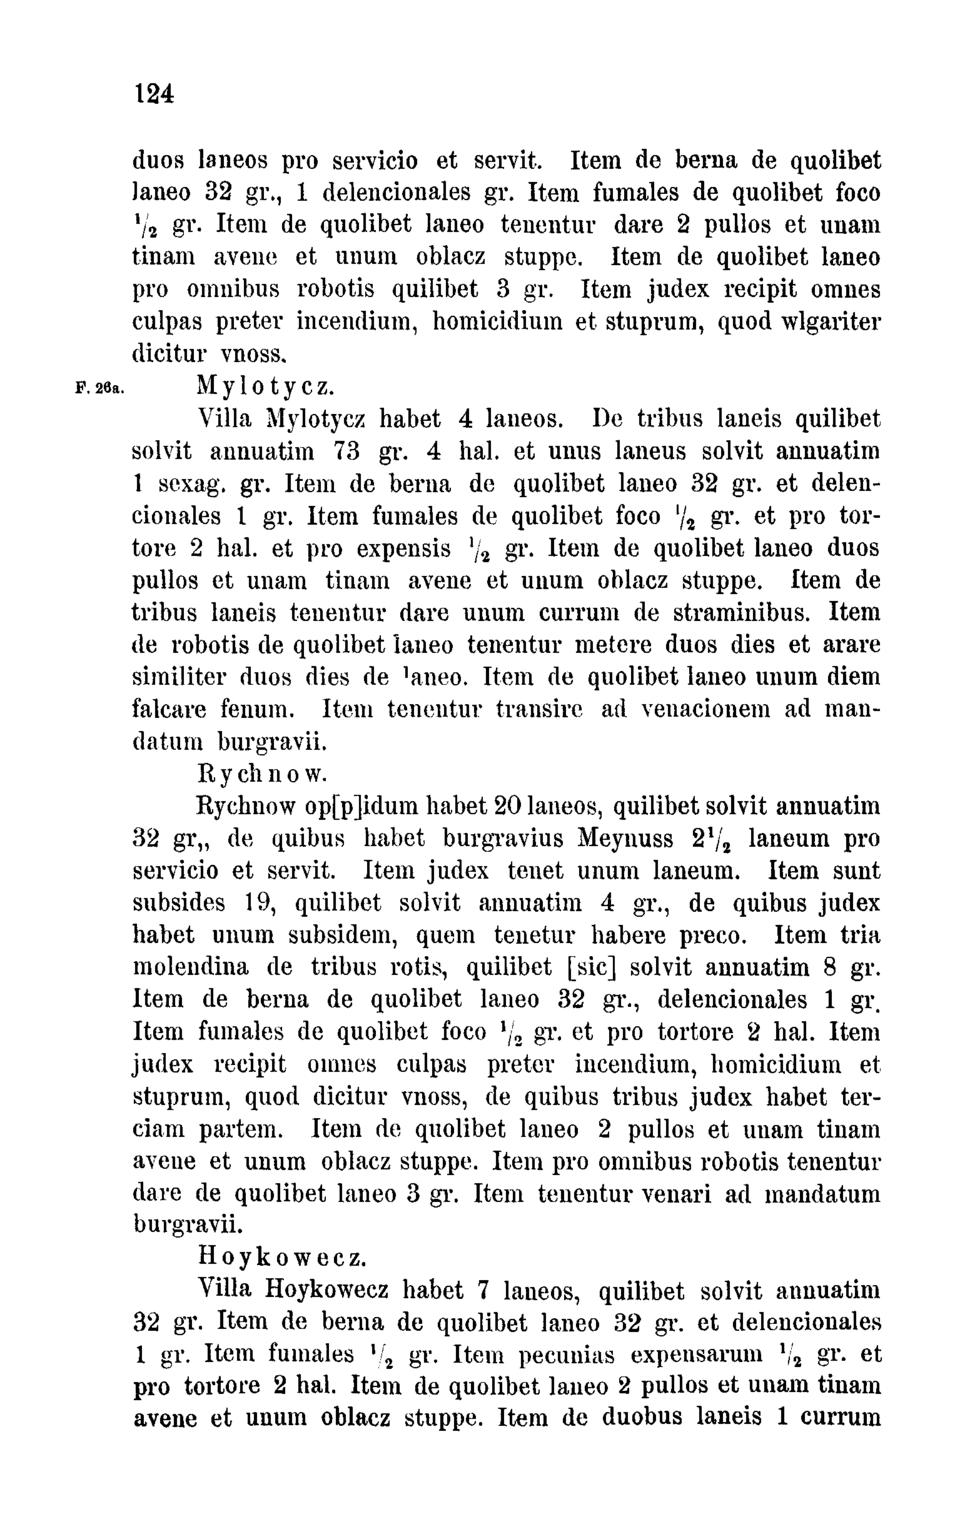 124
duos laneos pro servicio et servit. Item de berna de quolibet
laneo 32 gr., 1 delencionales gr. Item fumales de quolibet foco
1/2 gr. Item de quolibet laneo tenentur dare 2 pullos et unam
tinam avene et unum oblacz stuppe. Item de quolibet laneo
pro omnibus robotis quilibet 3 gr. Item judex recipit omnes
culpas preter incendium, homicidium et stuprum, quod wlgariter
dicitur vnoss.
F. 26a. Mylotycz.
Villa Mylotycz habet 4 laneos. De tribus laneis quilibet
solvit annuatim 73 gr. 4 hal. et unus laneus solvit annuatim
1 sexag. gr. Item de berna de quolibet laneo 32 gr. et delen-
cionales 1 gr. Item fumales de quolibet foco 1/2 gr. et pro tor-
tore 2 hal. et pro expensis 1/2 gr. Item de quolibet laneo duos
pullos et unam tinam avene et unum oblacz stuppe. Item de
tribus laneis tenentur dare unum currum de straminibus. Item
de robotis de quolibet laneo tenentur metere duos dies et arare
similiter duos dies de laneo. Item de quolibet laneo unum diem
falcare fenum. Item tenentur transire ad venacionem ad man-
datum burgravii.
Rychnow.
Rychnow op[p]idum habet 20 laneos, quilibet solvit annuatim
32 gr,, de quibus habet burgravius Meynuss 2 1/2 laneum pro
servicio et servit. Item judex tenet unum laneum. Item sunt
subsides 19, quilibet solvit annuatim 4 gr., de quibus judex
habet unum subsidem, quem tenetur habere preco. Item tria
molendina de tribus rotis, quilibet [sic] solvit annuatim 8 gr.
Item de berna de quolibet laneo 32 gr., delencionales 1 gr.
Item fumales de quolibet foco 1/2 gr. et pro tortore 2 hal. Item
judex recipit omnes culpas preter incendium, homicidium et
stuprum, quod dicitur vnoss, de quibus tribus judex habet ter-
ciam partem. Item de quolibet laneo 2 pullos et unam tinam
avene et unum oblacz stuppe. Item pro omnibus robotis tenentur
dare de quolibet laneo 3 gr. Item tenentur venari ad mandatum
burgravii.
Hoykowecz.
Villa Hoykowecz habet 7 laneos, quilibet solvit annuatim
32 gr. Item de berna de quolibet laneo 32 gr. et delencionales
1 gr. Item fumales 1/2 gr. Item pecunias expensarum 1/2 gr. et
pro tortore 2 hal. Item de quolibet laneo 2 pullos et unam tinam
avene et unum oblacz stuppe. Item de duobus laneis 1 currum